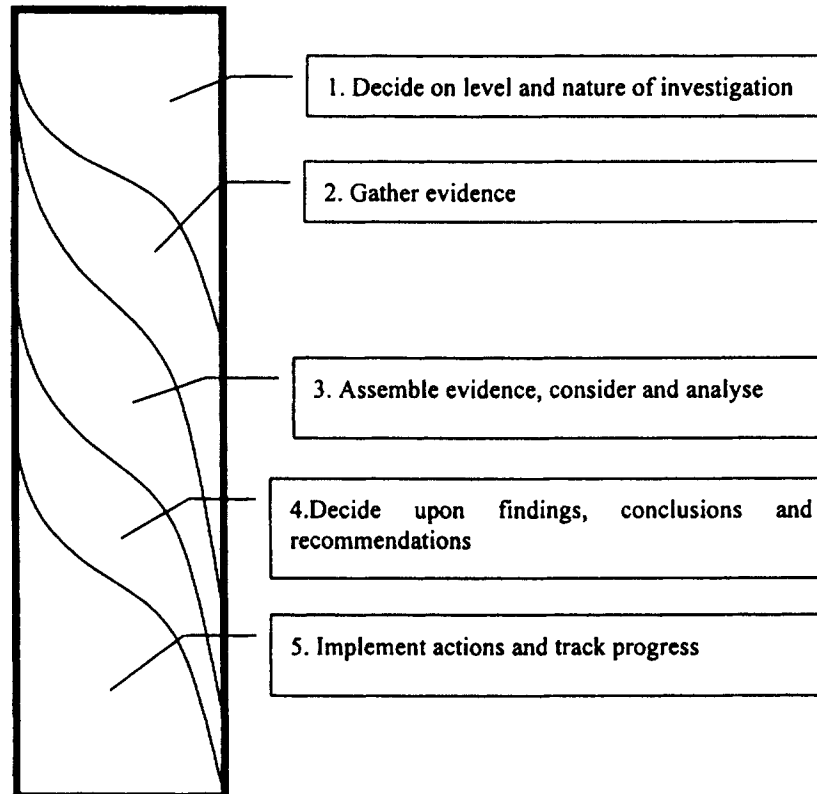 1. Decide on level and nature of investigation
2. Gather evidence
3. Assemble evidence, consider and analyse
4.Decide upon findings, conclusions and
recommendations
5. Implement actions and track progress